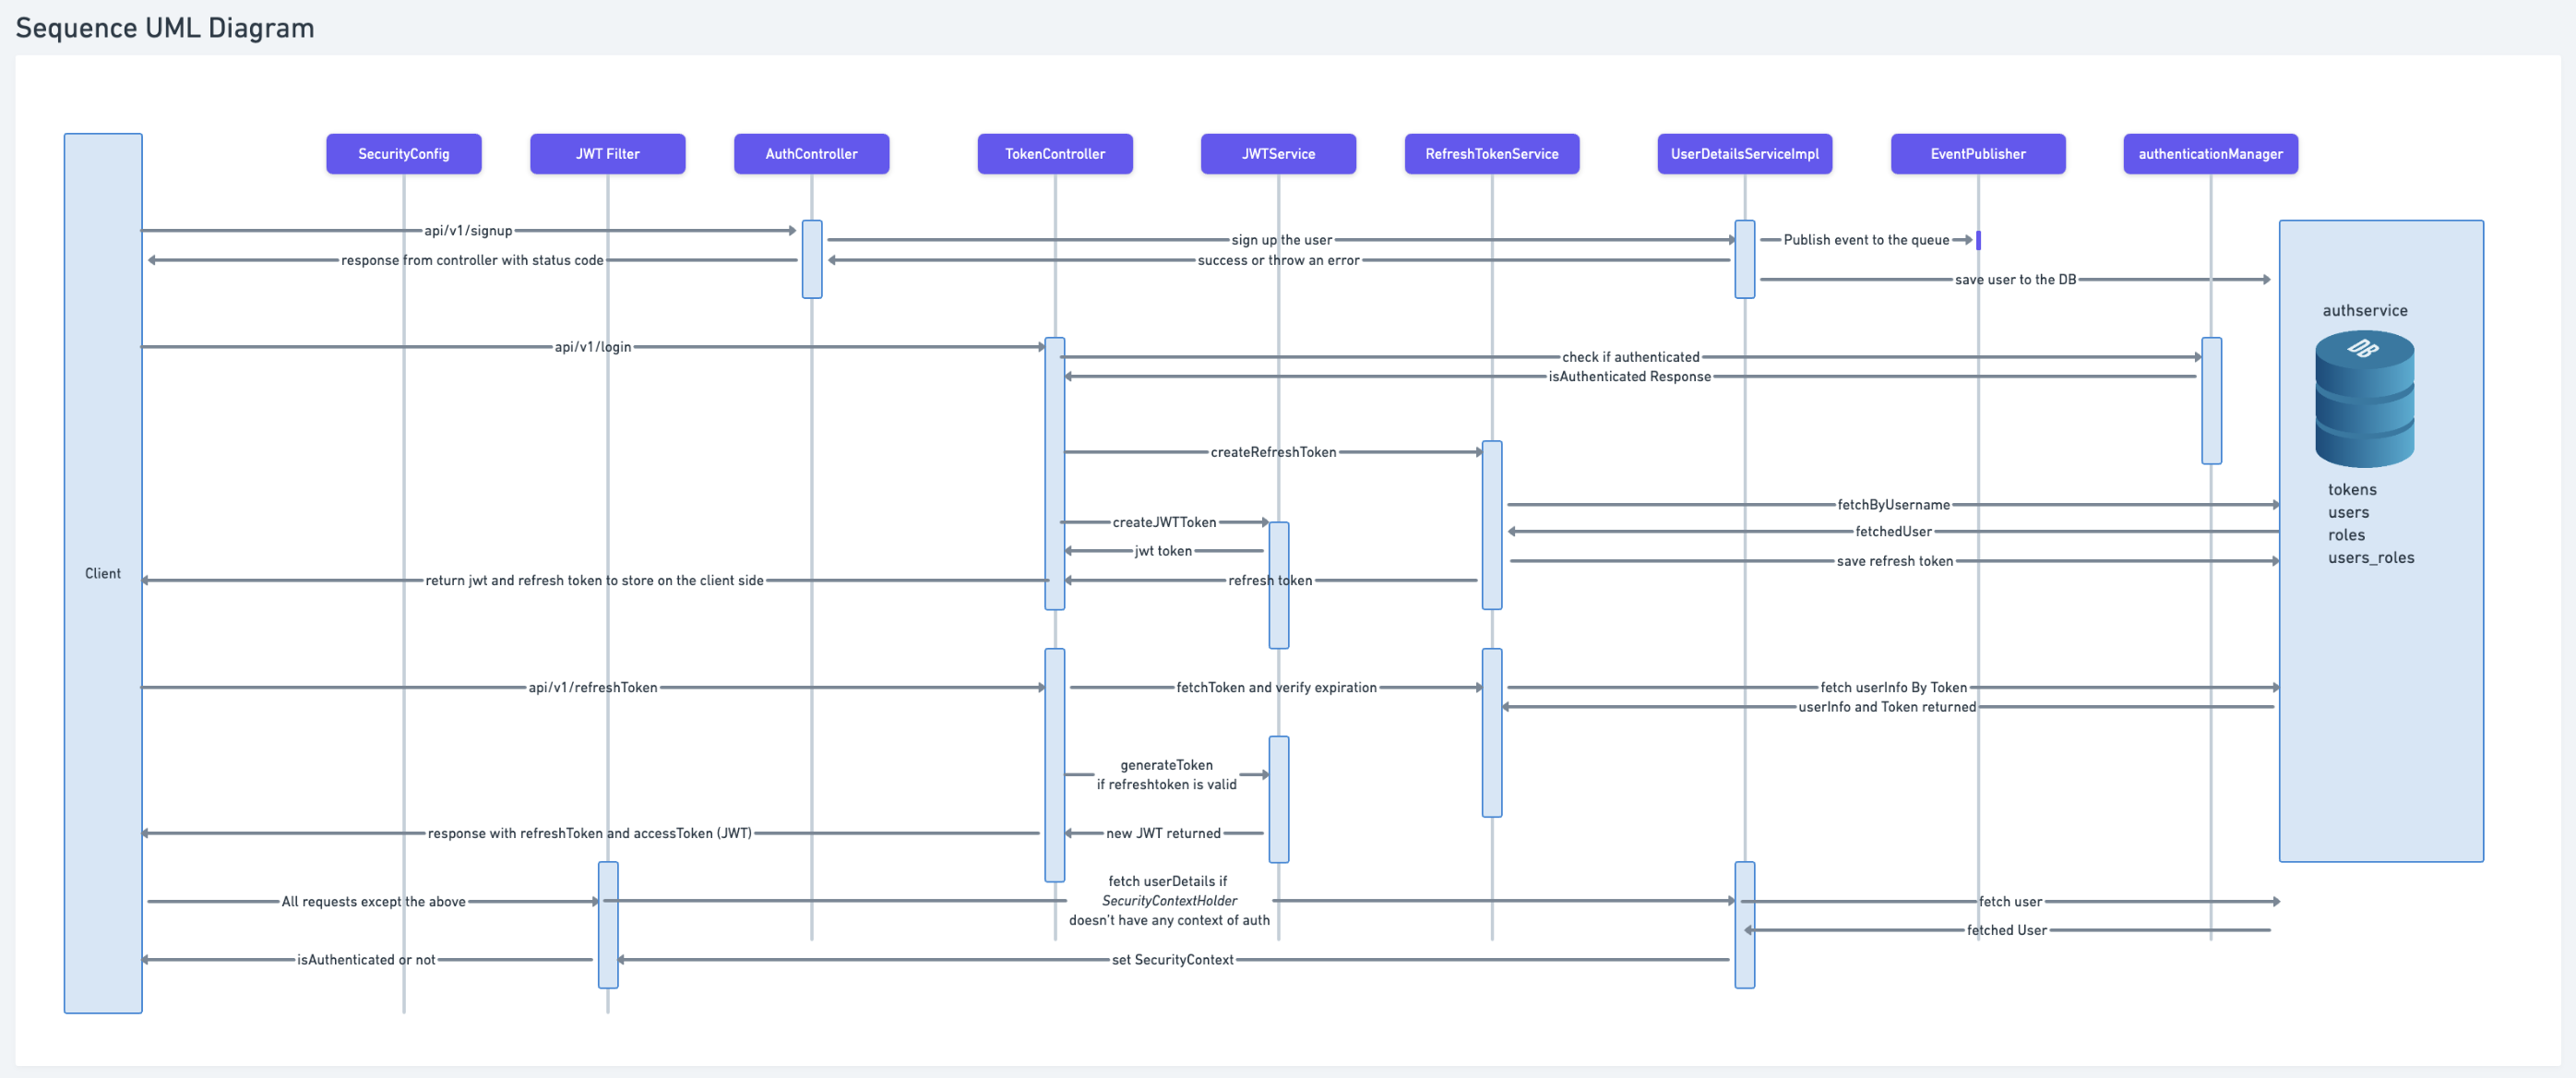 Sequence UML Diagram
SecurityConfig
JWT Filter
AuthController
TokenController
JWTService
RefreshTokenService
UserDetailsServiceImpl
EventPublisher
authenticationManager
api/v1/signup
sign up the user
Publish event to the queue
response from controller with status code
success or throw an error
save user to the DB
authservice
DB
api/v1/login
check if authenticated
isAuthenticated Response
createRefreshToken
tokens
users
roles
users_roles
fetchByUsername
createJWTToken
fetchedUser
jwt token
save refresh token
Client
return jwt and refresh token to store on the client side
refresh token
api/v1/refreshToken
fetchToken and verify expiration
fetch userInfo By Token
userInfo and Token returned
generateToken
if refreshtoken is valid
response with refreshToken and accessToken (JWT)
new JWT returned
All requests except the above
fetch userDetails if
SecurityContextHolder
doesn't have any context of auth
fetch user
fetched User
isAuthenticated or not
set SecurityContext